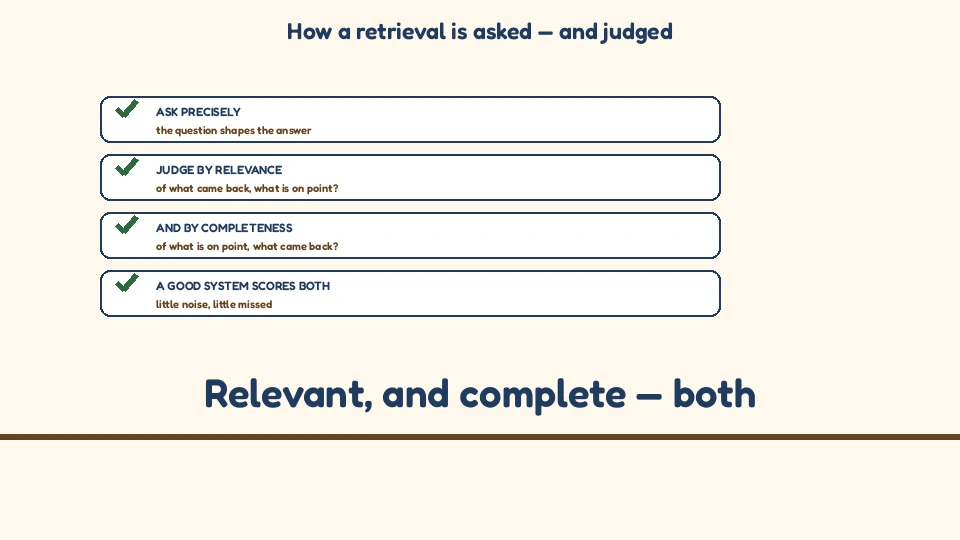 How a retrieval is asked — and judged
ASK PRECISELY
the question shapes the answer
JUDGE BY RELEVANCE
of what came back, what is on point?
AND BY COMPLETENESS
of what is on point, what came back?
A GOOD SYSTEM SCORES BOTH
little noise, little missed
Relevant, and complete — both